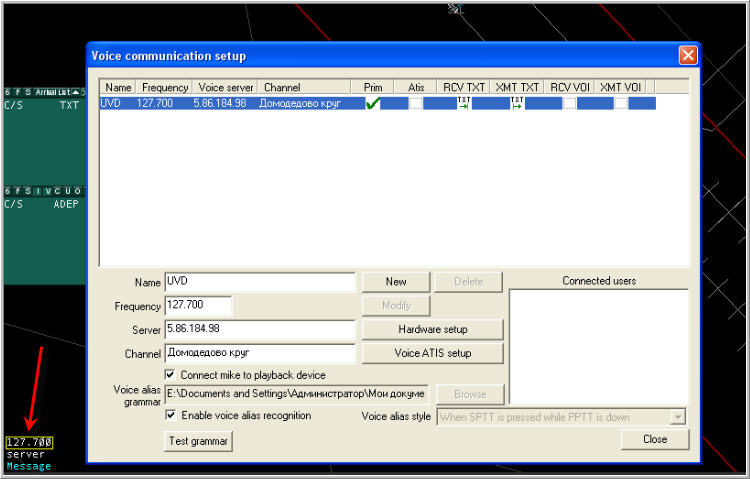 Voice communication setup
Name Frequency Voice server Channel Prim Atis RCV TXT XMT TXT RCV VOI XMT VOI
UVD 127.700 5.86.184.98 Домодедово круг TXT TXT
6 F S Arrival List
C/S TXT
6 F S I V C U O
C/S ADEP
Name UVD New Delete Connected users
Frequency 127.700 Modify
Server 5.86.184.98 Hardware setup
Channel Домодедово круг Voice ATIS setup
Connect mike to playback device
Voice alias grammar E:\Documents and Settings\Администратор\Мои докуме Browse
Enable voice alias recognition Voice alias style When SPTT is pressed while PPTT is down
Test grammar Close
127.700
server
Message